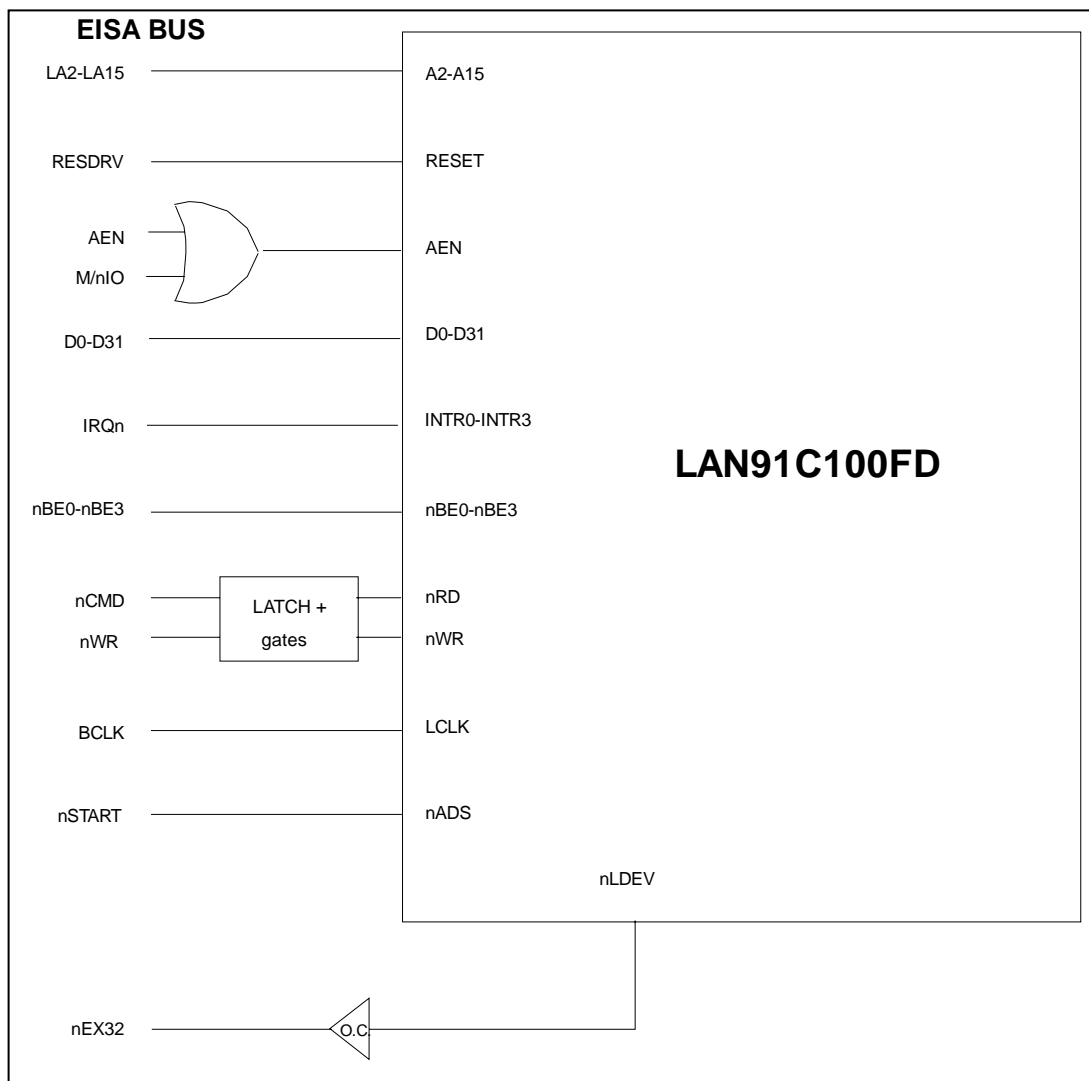 EISA BUS
LA2-LA15
A2-A15
RESDRV
RESET
AEN
M/nIO
AEN
D0-D31
D0-D31
IRQn
INTR0-INTR3
LAN91C100FD
nBE0-nBE3
nBE0-nBE3
nCMD
nWR
LATCH +
gates
nRD
nWR
BCLK
LCLK
nSTART
nADS
nLDEV
nEX32
O.C.